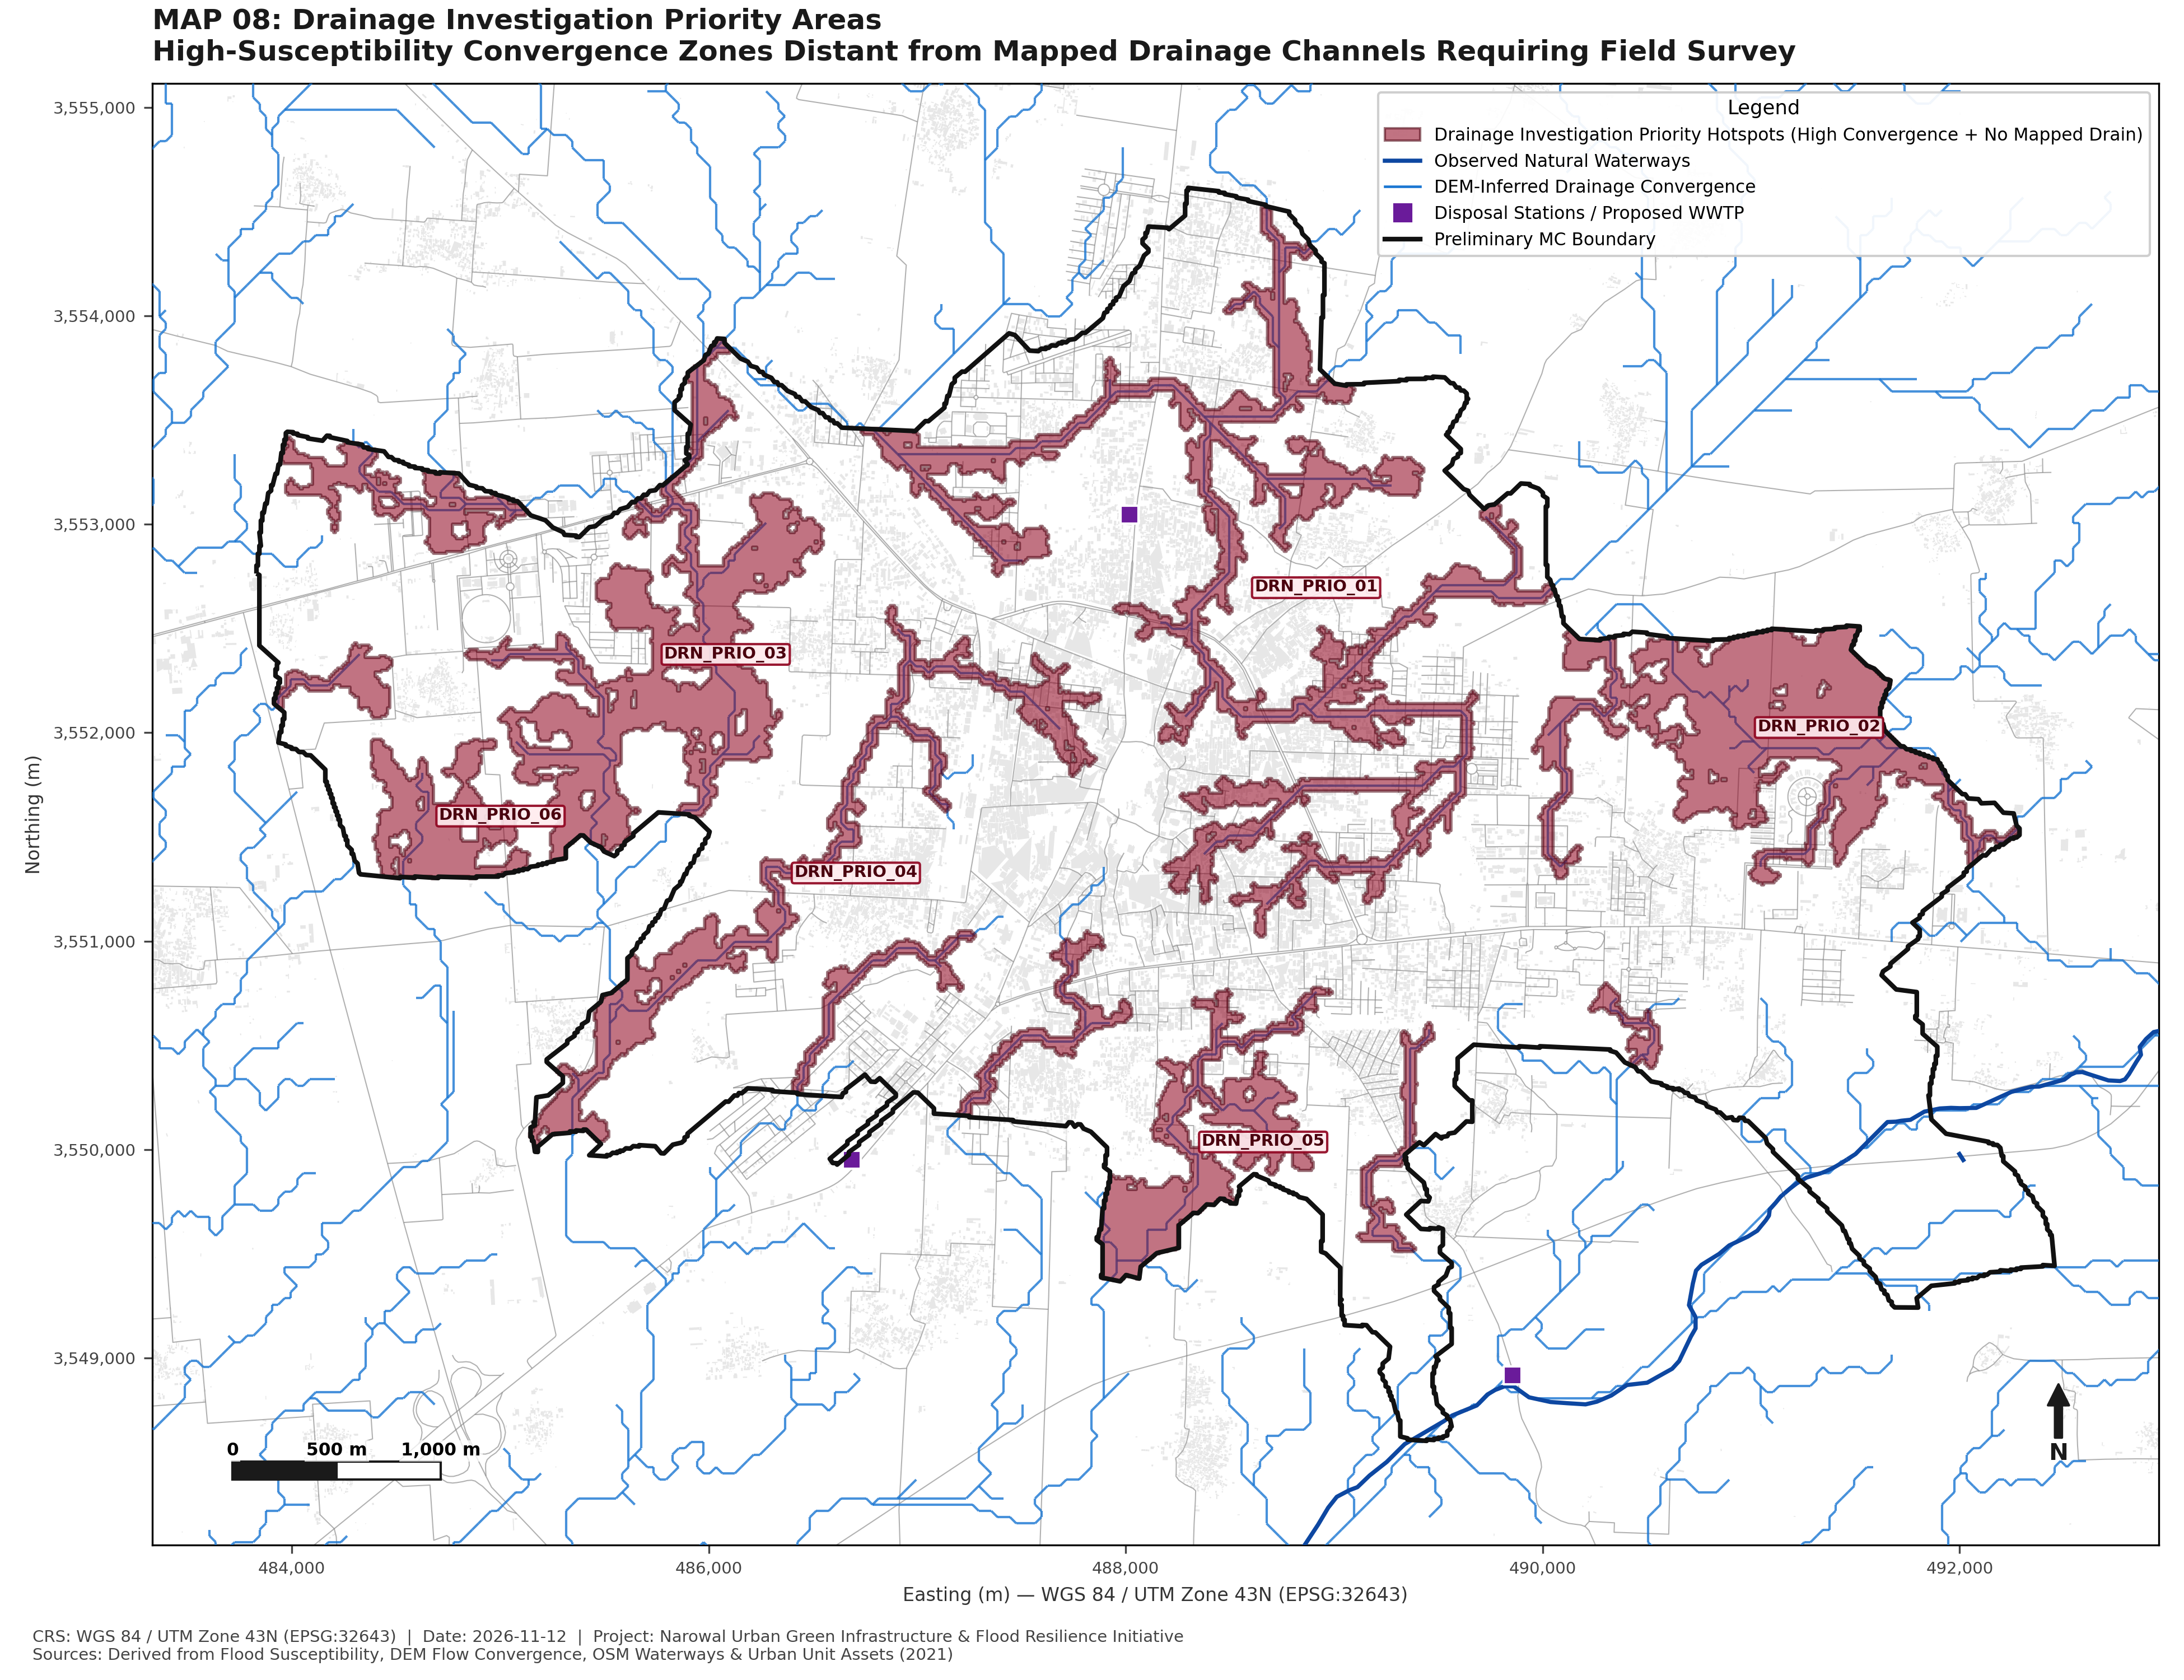 MAP 08: Drainage Investigation Priority Areas
High-Susceptibility Convergence Zones Distant from Mapped Drainage Channels Requiring Field Survey
Legend
Drainage Investigation Priority Hotspots (High Convergence + No Mapped Drain)
Observed Natural Waterways
DEM-Inferred Drainage Convergence
Disposal Stations / Proposed WWTP
Preliminary MC Boundary
3,555,000
3,554,000
3,553,000
3,552,000
3,551,000
3,550,000
3,549,000
Northing (m)
DRN_PRIO_01
DRN_PRIO_03
DRN_PRIO_02
DRN_PRIO_06
DRN_PRIO_04
DRN_PRIO_05
0 500 m 1,000 m
N
484,000 486,000 488,000 490,000 492,000
Easting (m) — WGS 84 / UTM Zone 43N (EPSG:32643)
CRS: WGS 84 / UTM Zone 43N (EPSG:32643) | Date: 2026-11-12 | Project: Narowal Urban Green Infrastructure & Flood Resilience Initiative
Sources: Derived from Flood Susceptibility, DEM Flow Convergence, OSM Waterways & Urban Unit Assets (2021)